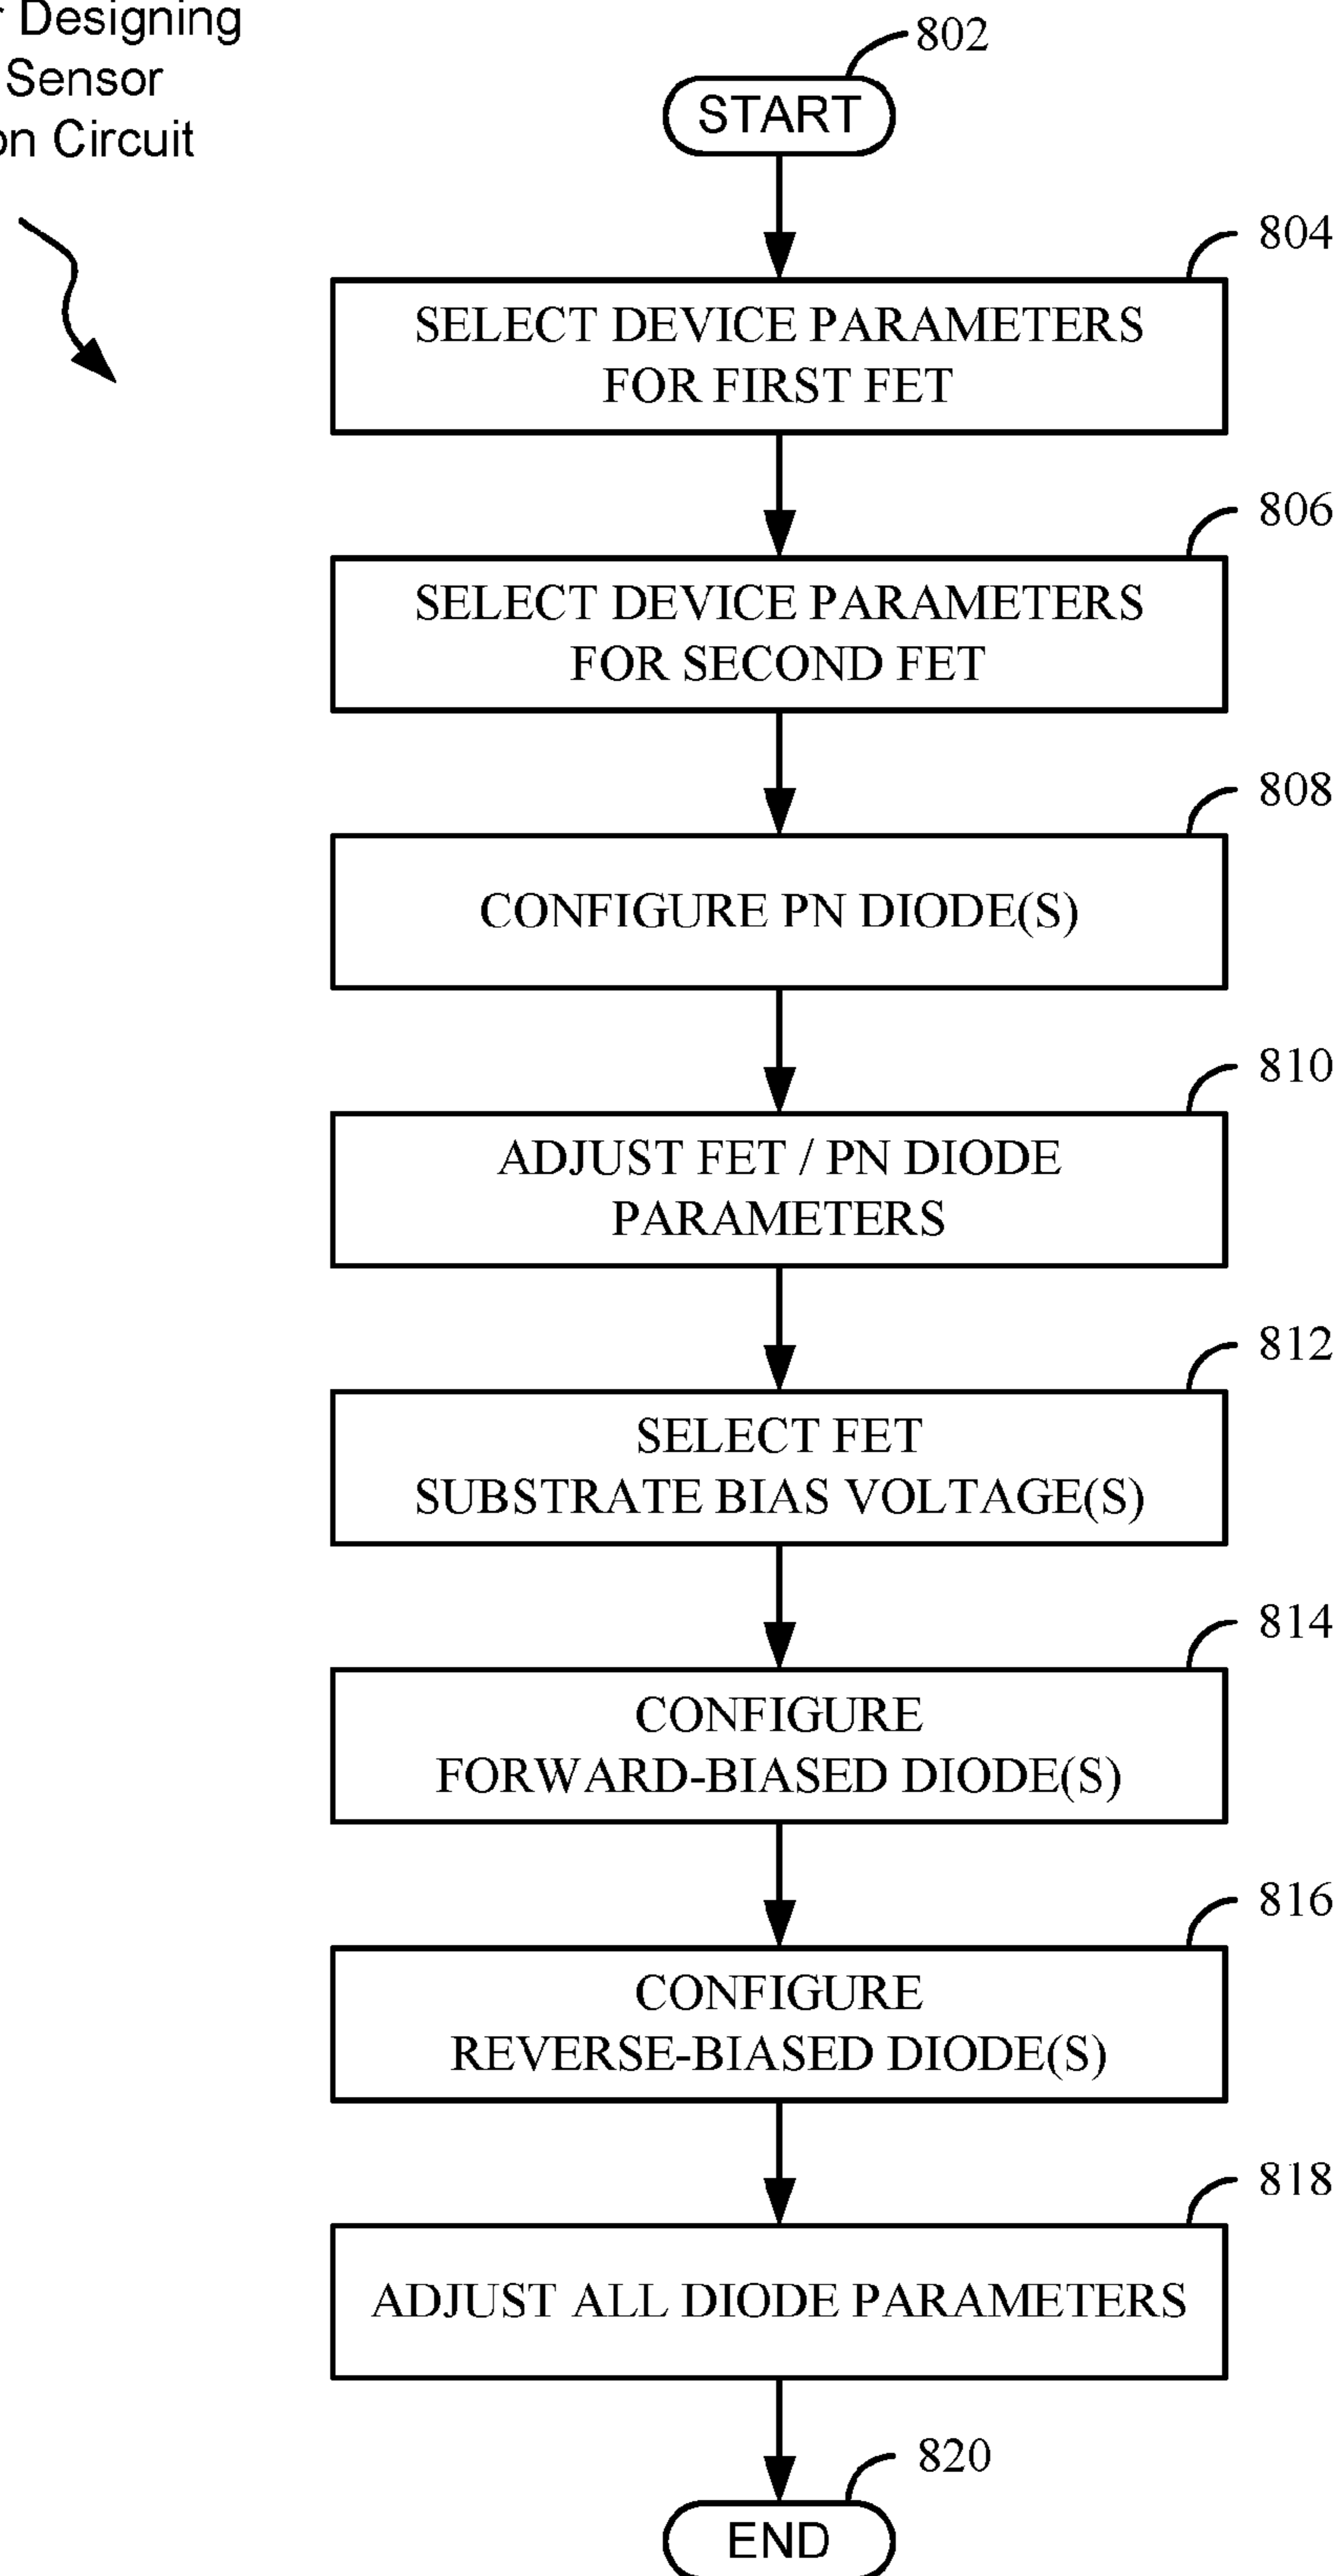 Designing
Sensor
Circuit
802
START
804
SELECT DEVICE PARAMETERS
FOR FIRST FET
806
SELECT DEVICE PARAMETERS
FOR SECOND FET
808
CONFIGURE PN DIODE(S)
810
ADJUST FET / PN DIODE
PARAMETERS
812
SELECT FET
SUBSTRATE BIAS VOLTAGE(S)
814
CONFIGURE
FORWARD-BIASED DIODE(S)
816
CONFIGURE
REVERSE-BIASED DIODE(S)
818
ADJUST ALL DIODE PARAMETERS
820
END